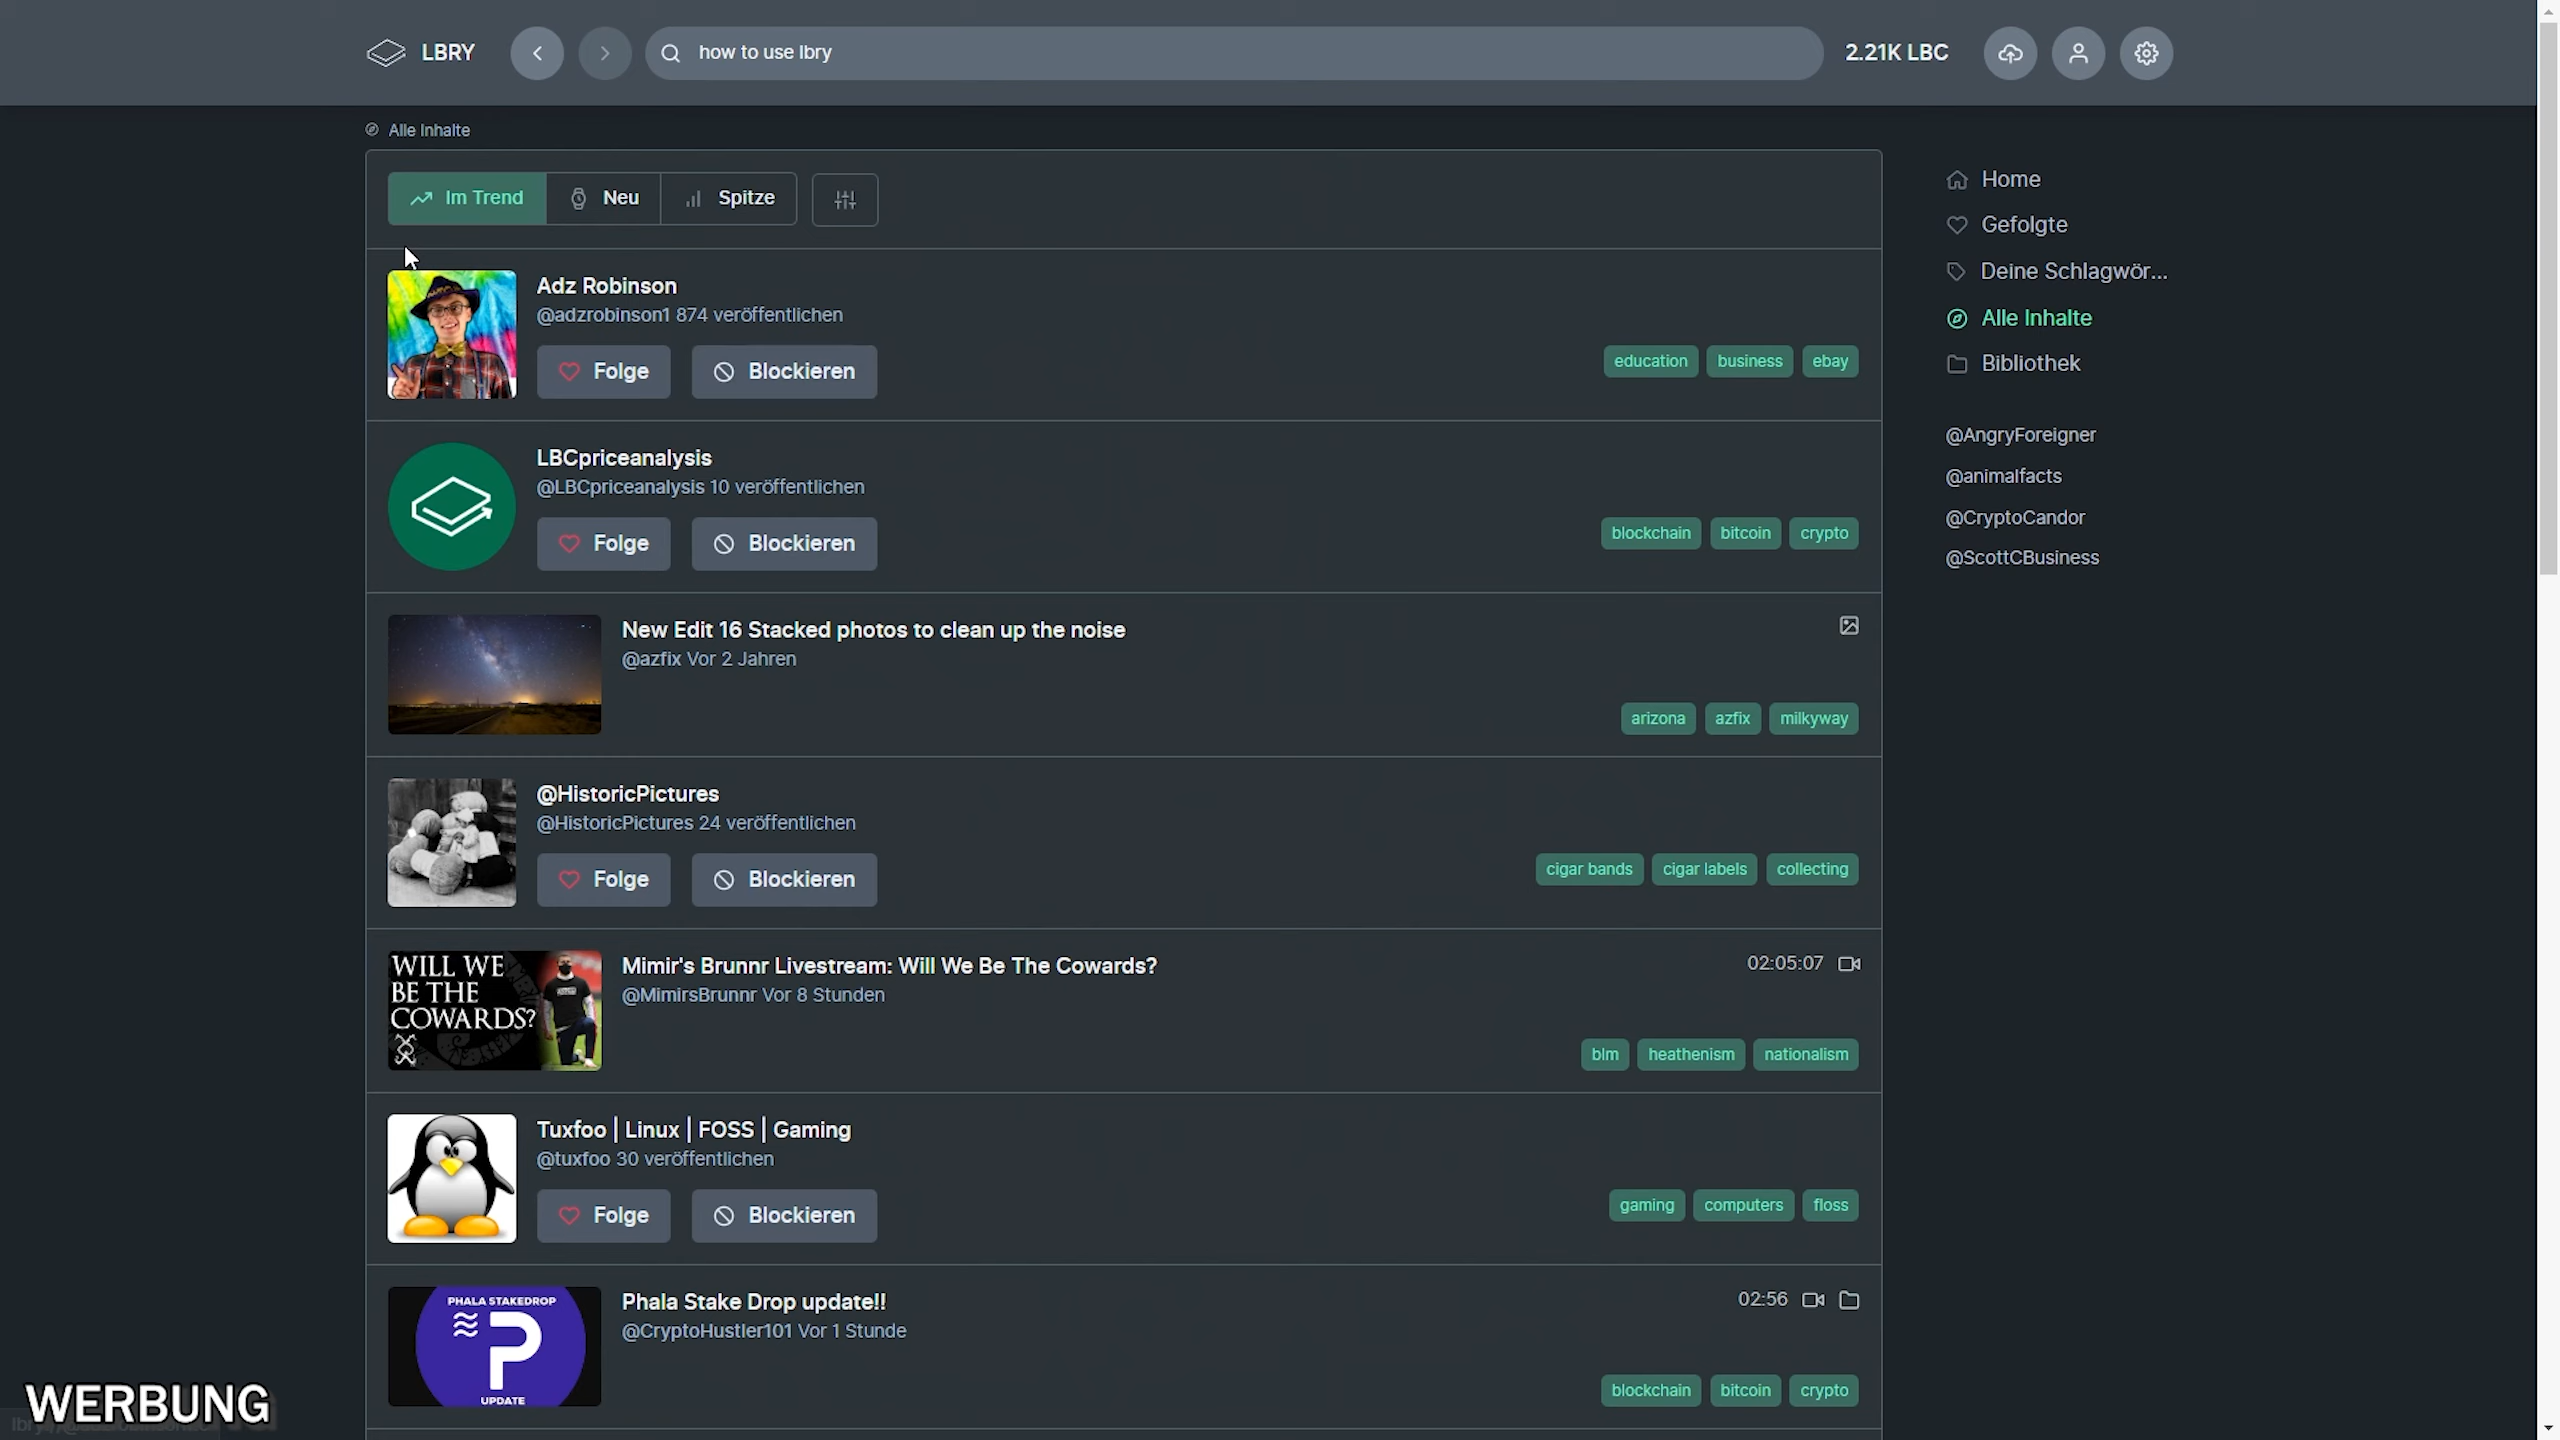 LBRY
how to use lbry
2.21K LBC
Alle Inhalte
Im Trend
Neu
Spitze
Adz Robinson
@adzrobinson1 874 veröffentlichen
Folge
Blockieren
education
business
ebay
LBCpriceanalysis
@LBCpriceanalysis 10 veröffentlichen
Folge
Blockieren
blockchain
bitcoin
crypto
New Edit 16 Stacked photos to clean up the noise
@azfix Vor 2 Jahren
arizona
azfix
milkyway
@HistoricPictures
@HistoricPictures 24 veröffentlichen
Folge
Blockieren
cigar bands
cigar labels
collecting
WILL WE
BE THE
COWARDS?
Mimir's Brunnr Livestream: Will We Be The Cowards?
@MimirsBrunnr Vor 8 Stunden
02:05:07
blm
heathenism
nationalism
Tuxfoo | Linux | FOSS | Gaming
@tuxfoo 30 veröffentlichen
Folge
Blockieren
gaming
computers
floss
PHALA STAKEDROP
P
UPDATE
Phala Stake Drop update!!
@CryptoHustler101 Vor 1 Stunde
02:56
blockchain
bitcoin
crypto
Home
Gefolgte
Deine Schlagwör...
Alle Inhalte
Bibliothek
@AngryForeigner
@animalfacts
@CryptoCandor
@ScottCBusiness
WERBUNG